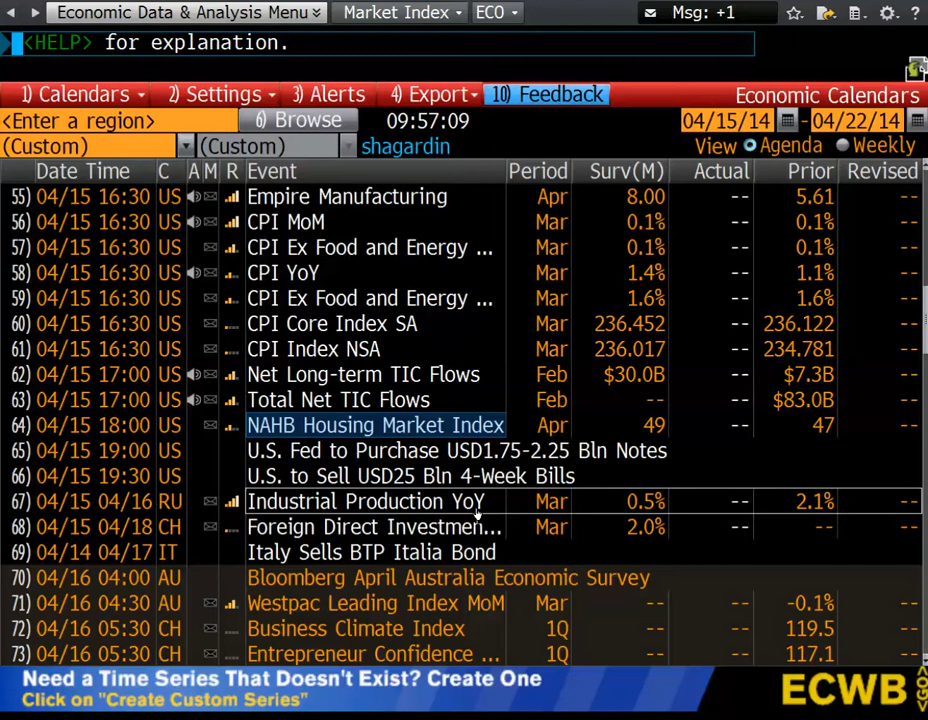 Economic Data & Analysis Menu Market Index ECO Msg: +1 ?
<HELP> for explanation.
1) Calendars 2) Settings 3) Alerts 4) Export 10) Feedback Economic Calendars
<Enter a region> 6) Browse 09:57:09 04/15/14 - 04/22/14
(Custom) (Custom) shagardin View Agenda Weekly
Date Time C A M R Event Period Surv(M) Actual Prior Revised
55) 04/15 16:30 US Empire Manufacturing Apr 8.00 -- 5.61 --
56) 04/15 16:30 US CPI MoM Mar 0.1% -- 0.1% --
57) 04/15 16:30 US CPI Ex Food and Energy ... Mar 0.1% -- 0.1% --
58) 04/15 16:30 US CPI YoY Mar 1.4% -- 1.1% --
59) 04/15 16:30 US CPI Ex Food and Energy ... Mar 1.6% -- 1.6% --
60) 04/15 16:30 US CPI Core Index SA Mar 236.452 -- 236.122 --
61) 04/15 16:30 US CPI Index NSA Mar 236.017 -- 234.781 --
62) 04/15 17:00 US Net Long-term TIC Flows Feb $30.0B -- $7.3B --
63) 04/15 17:00 US Total Net TIC Flows Feb -- -- $83.0B --
64) 04/15 18:00 US NAHB Housing Market Index Apr 49 -- 47 --
65) 04/15 19:00 US U.S. Fed to Purchase USD1.75-2.25 Bln Notes
66) 04/15 19:30 US U.S. to Sell USD25 Bln 4-Week Bills
67) 04/15 04/16 RU Industrial Production YoY Mar 0.5% -- 2.1% --
68) 04/15 04/18 CH Foreign Direct Investmen... Mar 2.0% -- -- --
69) 04/14 04/17 IT Italy Sells BTP Italia Bond
70) 04/16 04:00 AU Bloomberg April Australia Economic Survey
71) 04/16 04:30 AU Westpac Leading Index MoM Mar -- -- -0.1% --
72) 04/16 05:30 CH Business Climate Index 1Q -- -- 119.5 --
73) 04/16 05:30 CH Entrepreneur Confidence ... 1Q -- -- 117.1 --
Need a Time Series That Doesn't Exist? Create One
Click on "Create Custom Series"
ECWB <GO>